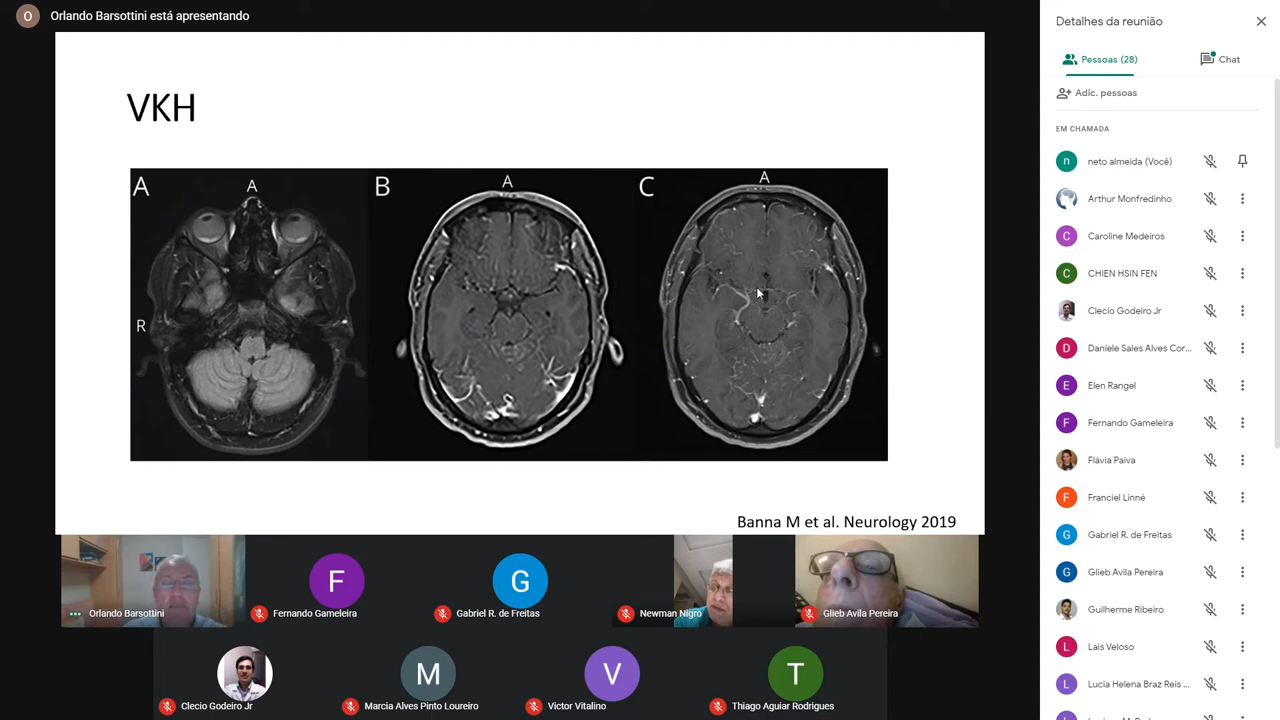 O
Orlando Barsottini está apresentando
VKH
A
A
B
A
C
A
R
Banna M et al. Neurology 2019
Orlando Barsottini
F
Fernando Gameleira
G
Gabriel R. de Freitas
Newman Nigro
Glieb Avila Pereira
Clecio Godeiro Jr
M
Marcia Alves Pinto Loureiro
V
Victor Vitalino
T
Thiago Aguiar Rodrigues
Detalhes da reunião
Pessoas (28)
Chat
Adic. pessoas
EM CHAMADA
n
neto almeida (Você)
Arthur Monfredinho
C
Caroline Medeiros
C
CHIEN HSIN FEN
Clecio Godeiro Jr
D
Daniele Sales Alves Cor...
E
Elen Rangel
F
Fernando Gameleira
Flávia Paiva
F
Franciel Linné
G
Gabriel R. de Freitas
G
Glieb Avila Pereira
Guilherme Ribeiro
L
Lais Veloso
L
Lucia Helena Braz Reis ...